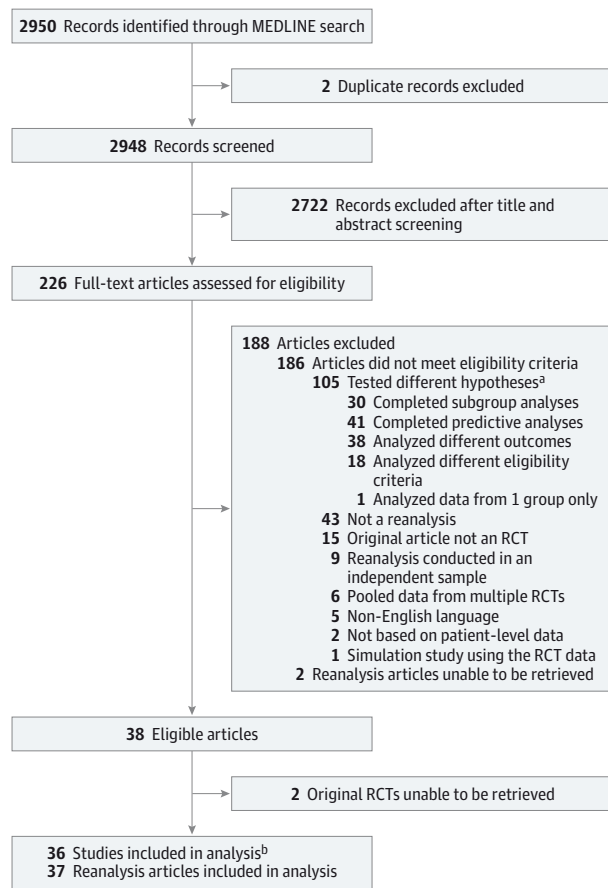 2950 Records identified through MEDLINE search
2 Duplicate records excluded
2948 Records screened
2722 Records excluded after title and
abstract screening
226 Full-text articles assessed for eligibility
188 Articles excluded
186 Articles did not meet eligibility criteria
105 Tested different hypothesesᵃ
30 Completed subgroup analyses
41 Completed predictive analyses
38 Analyzed different outcomes
18 Analyzed different eligibility
criteria
1 Analyzed data from 1 group only
43 Not a reanalysis
15 Original article not an RCT
9 Reanalysis conducted in an
independent sample
6 Pooled data from multiple RCTs
5 Non-English language
2 Not based on patient-level data
1 Simulation study using the RCT data
2 Reanalysis articles unable to be retrieved
38 Eligible articles
2 Original RCTs unable to be retrieved
36 Studies included in analysisᵇ
37 Reanalysis articles included in analysis